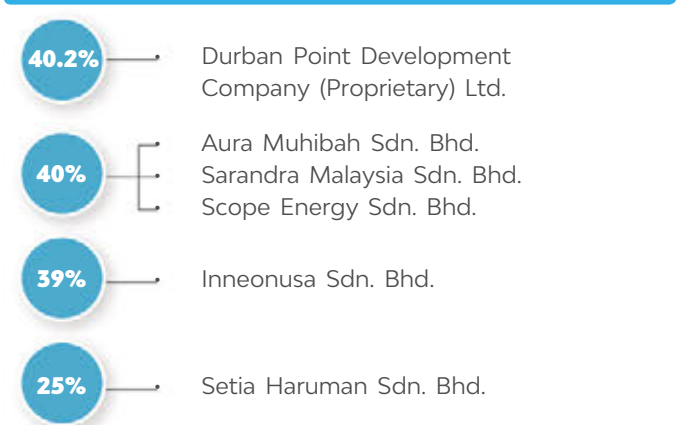 40.2%
Durban Point Development
Company (Proprietary) Ltd.
40%
Aura Muhibah Sdn. Bhd.
Sarandra Malaysia Sdn. Bhd.
Scope Energy Sdn. Bhd.
39%
Inneonusa Sdn. Bhd.
25%
Setia Haruman Sdn. Bhd.